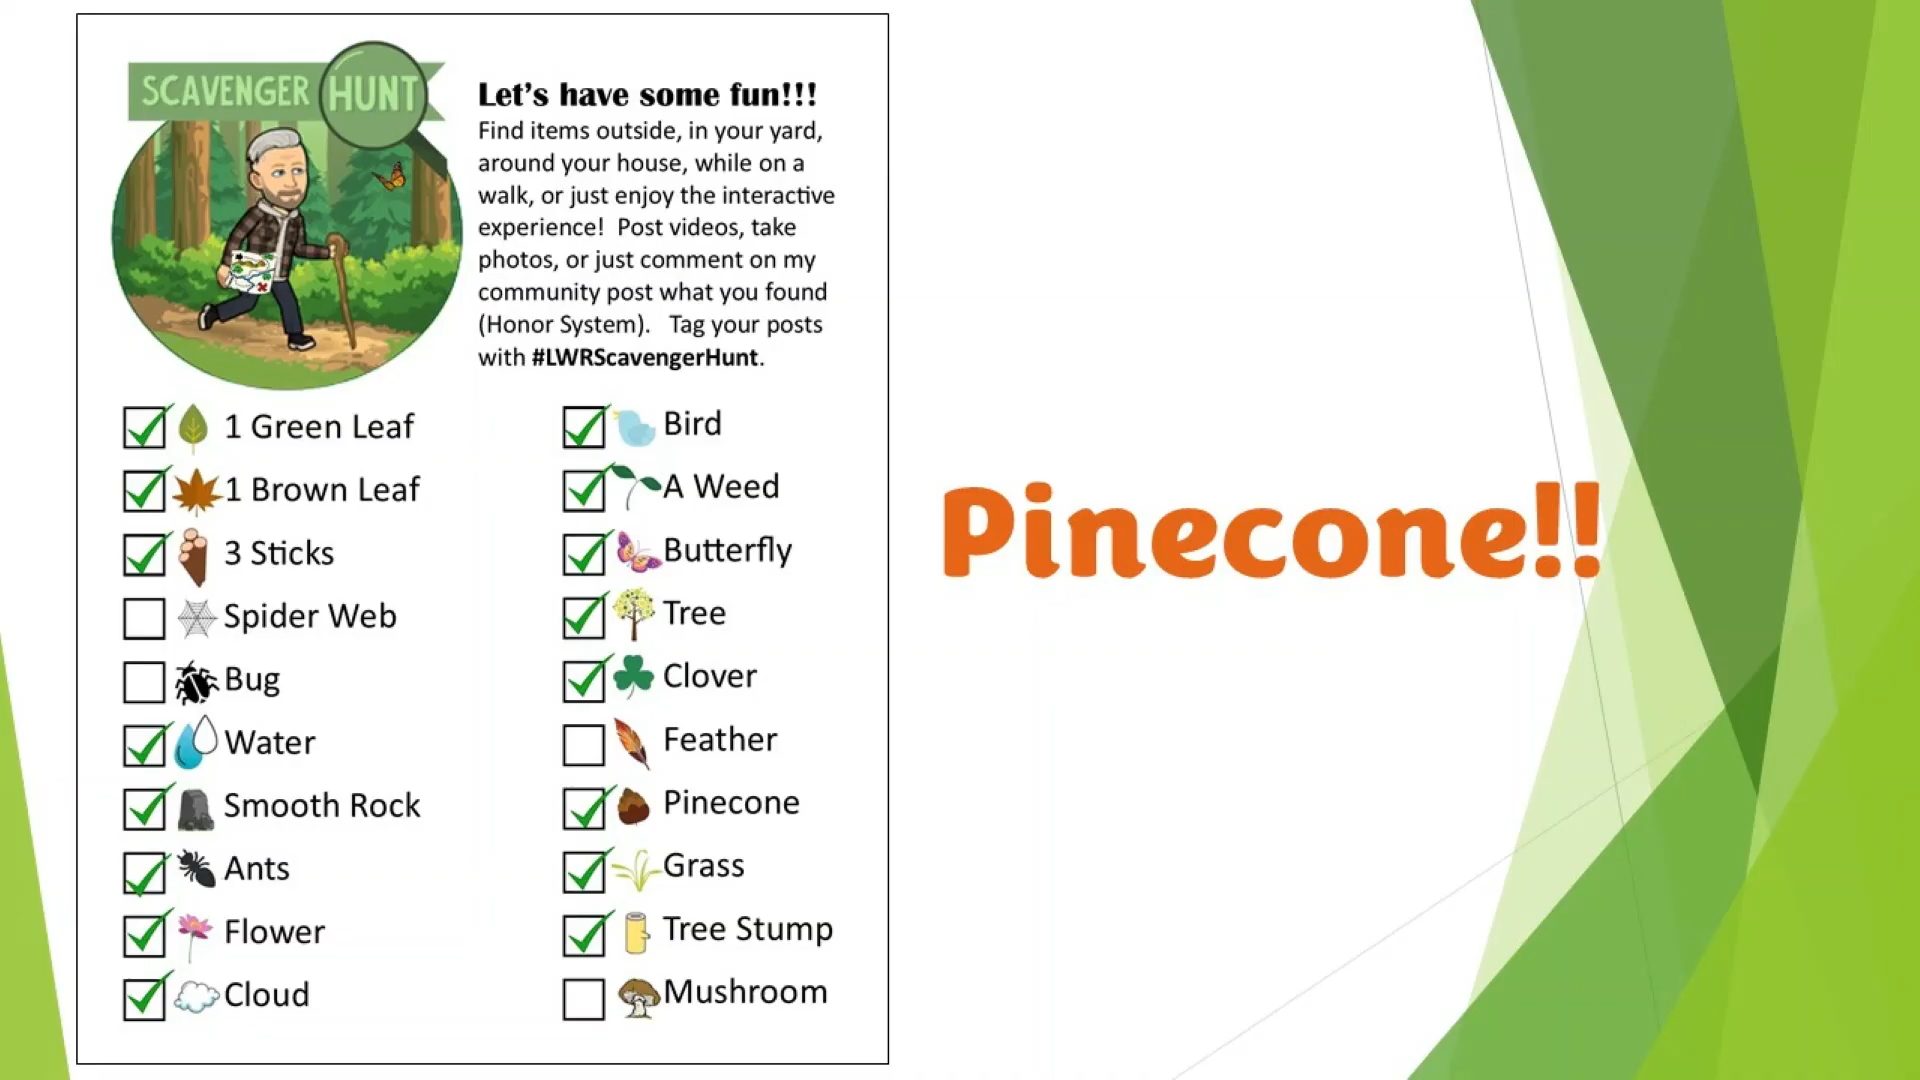 SCAVENGER HUNT
Let's have some fun!!!
Find items outside, in your yard,
around your house, while on a
walk, or just enjoy the interactive
experience!  Post videos, take
photos, or just comment on my
community post what you found
(Honor System).   Tag your posts
with #LWRScavengerHunt.
1 Green Leaf
1 Brown Leaf
3 Sticks
Spider Web
Bug
Water
Smooth Rock
Ants
Flower
Cloud
Bird
A Weed
Butterfly
Tree
Clover
Feather
Pinecone
Grass
Tree Stump
Mushroom
Pinecone!!